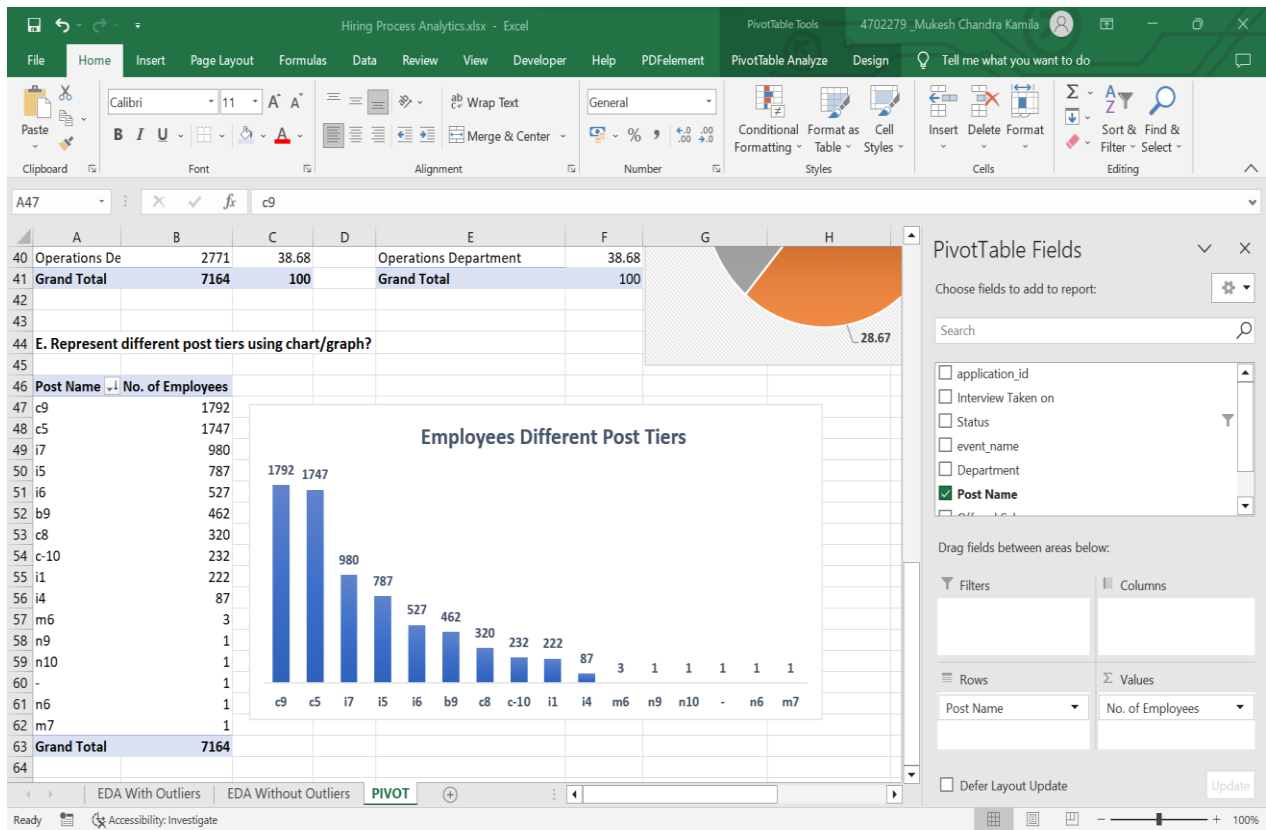 Hiring Process Analytics.xlsx - Excel
PivotTable Tools
4702279 _Mukesh Chandra Kamila
File Home Insert Page Layout Formulas Data Review View Developer Help PDFelement PivotTable Analyze Design Tell me what you want to do
Paste
Clipboard
Calibri 11
B I U
Font
Wrap Text
Merge & Center
Alignment
General
Number
Conditional Formatting
Format as Table
Cell Styles
Styles
Insert Delete Format
Cells
Sort & Filter
Find & Select
Editing
A47 fx c9
A B C D E F G H
40 Operations De 2771 38.68 Operations Department 38.68
41 Grand Total 7164 100 Grand Total 100
42
43
28.67
44 E. Represent different post tiers using chart/graph?
45
46 Post Name No. of Employees
47 c9 1792
48 c5 1747
49 i7 980
50 i5 787
51 i6 527
52 b9 462
53 c8 320
54 c-10 232
55 i1 222
56 i4 87
57 m6 3
58 n9 1
59 n10 1
60 - 1
61 n6 1
62 m7 1
63 Grand Total 7164
64
Employees Different Post Tiers
1792 1747 980 787 527 462 320 232 222 87 3 1 1 1 1 1
c9 c5 i7 i5 i6 b9 c8 c-10 i1 i4 m6 n9 n10 - n6 m7
PivotTable Fields
Choose fields to add to report:
Search
application_id
Interview Taken on
Status
event_name
Department
Post Name
Drag fields between areas below:
Filters
Columns
Rows
Values
Post Name
No. of Employees
Defer Layout Update
Update
EDA With Outliers EDA Without Outliers PIVOT
Ready Accessibility: Investigate 100%